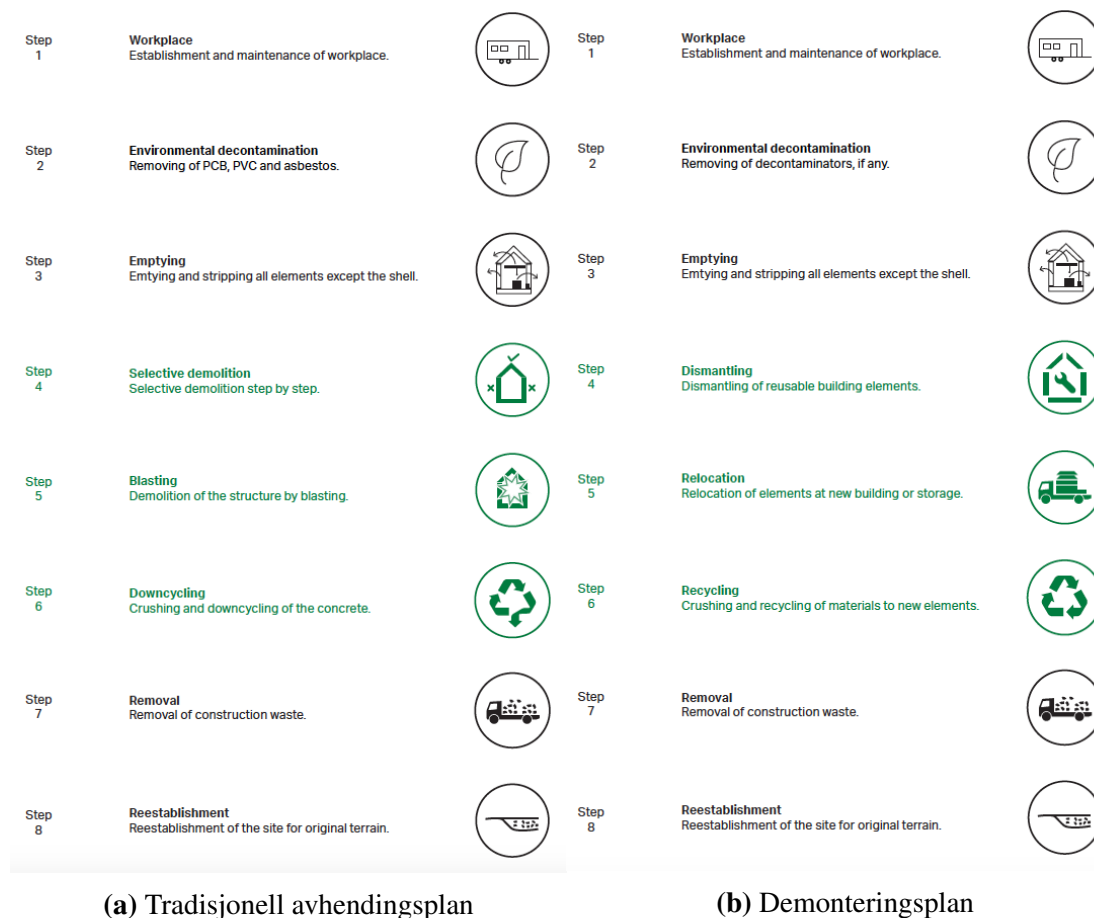 Step
1
Workplace
Establishment and maintenance of workplace.
Step
2
Environmental decontamination
Removing of PCB, PVC and asbestos.
Step
3
Emptying
Emtying and stripping all elements except the shell.
Step
4
Selective demolition
Selective demolition step by step.
Step
5
Blasting
Demolition of the structure by blasting.
Step
6
Downcycling
Crushing and downcycling of the concrete.
Step
7
Removal
Removal of construction waste.
Step
8
Reestablishment
Reestablishment of the site for original terrain.
(a) Tradisjonell avhendingsplan
Step
1
Workplace
Establishment and maintenance of workplace.
Step
2
Environmental decontamination
Removing of decontaminators, if any.
Step
3
Emptying
Emtying and stripping all elements except the shell.
Step
4
Dismantling
Dismantling of reusable building elements.
Step
5
Relocation
Relocation of elements at new building or storage.
Step
6
Recycling
Crushing and recycling of materials to new elements.
Step
7
Removal
Removal of construction waste.
Step
8
Reestablishment
Reestablishment of the site for original terrain.
(b) Demonteringsplan